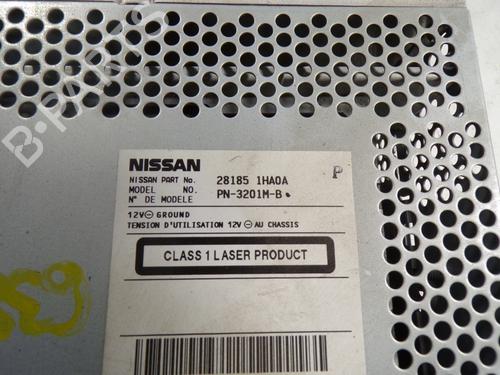 B-PARTS
NISSAN
NISSAN PART No. 28185 1HA0A P
MODEL NO. PN-3201M-B
N° DE MODELE
12V⊖ GROUND
TENSION D'UTILISATION 12V⊖ AU CHASSIS
CLASS 1 LASER PRODUCT